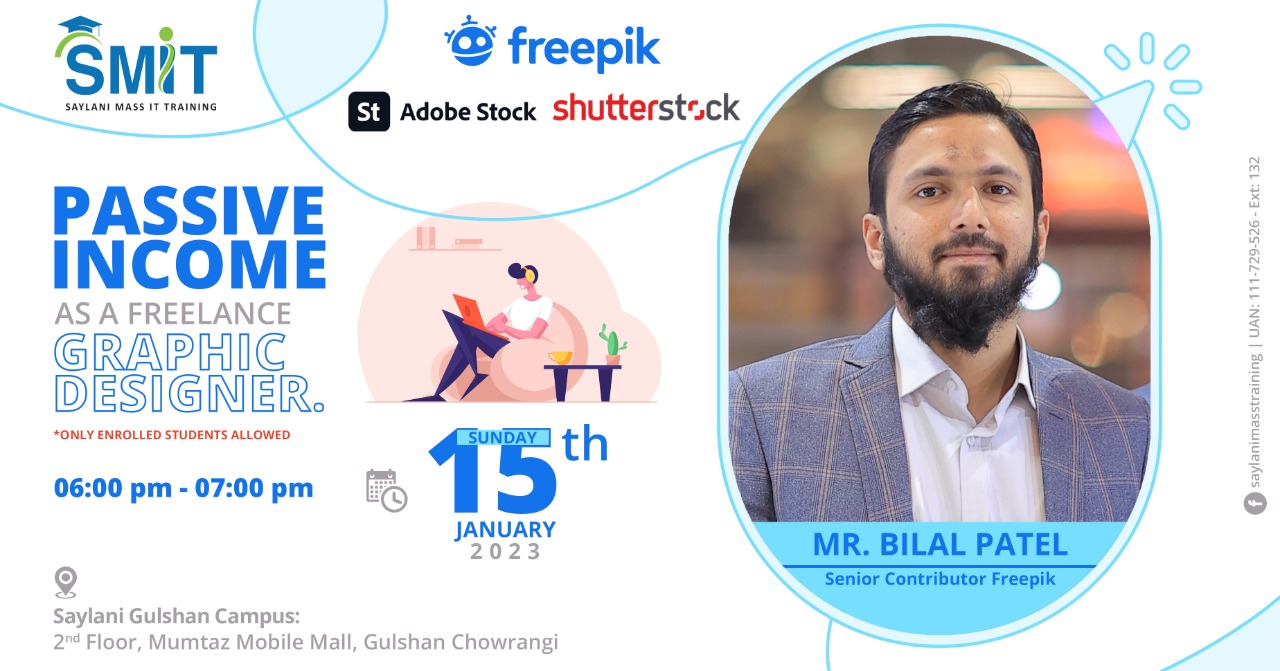 SMiT
SAYLANI MASS IT TRAINING
freepik
St Adobe Stock
shutterstock
PASSIVE
INCOME
AS A FREELANCE
GRAPHIC
DESIGNER.
*ONLY ENROLLED STUDENTS ALLOWED
06:00 pm - 07:00 pm
SUNDAY
15th
JANUARY
2023
Saylani Gulshan Campus:
2nd Floor, Mumtaz Mobile Mall, Gulshan Chowrangi
MR. BILAL PATEL
Senior Contributor Freepik
saylanimasstraining | UAN: 111-729-526 - Ext: 132